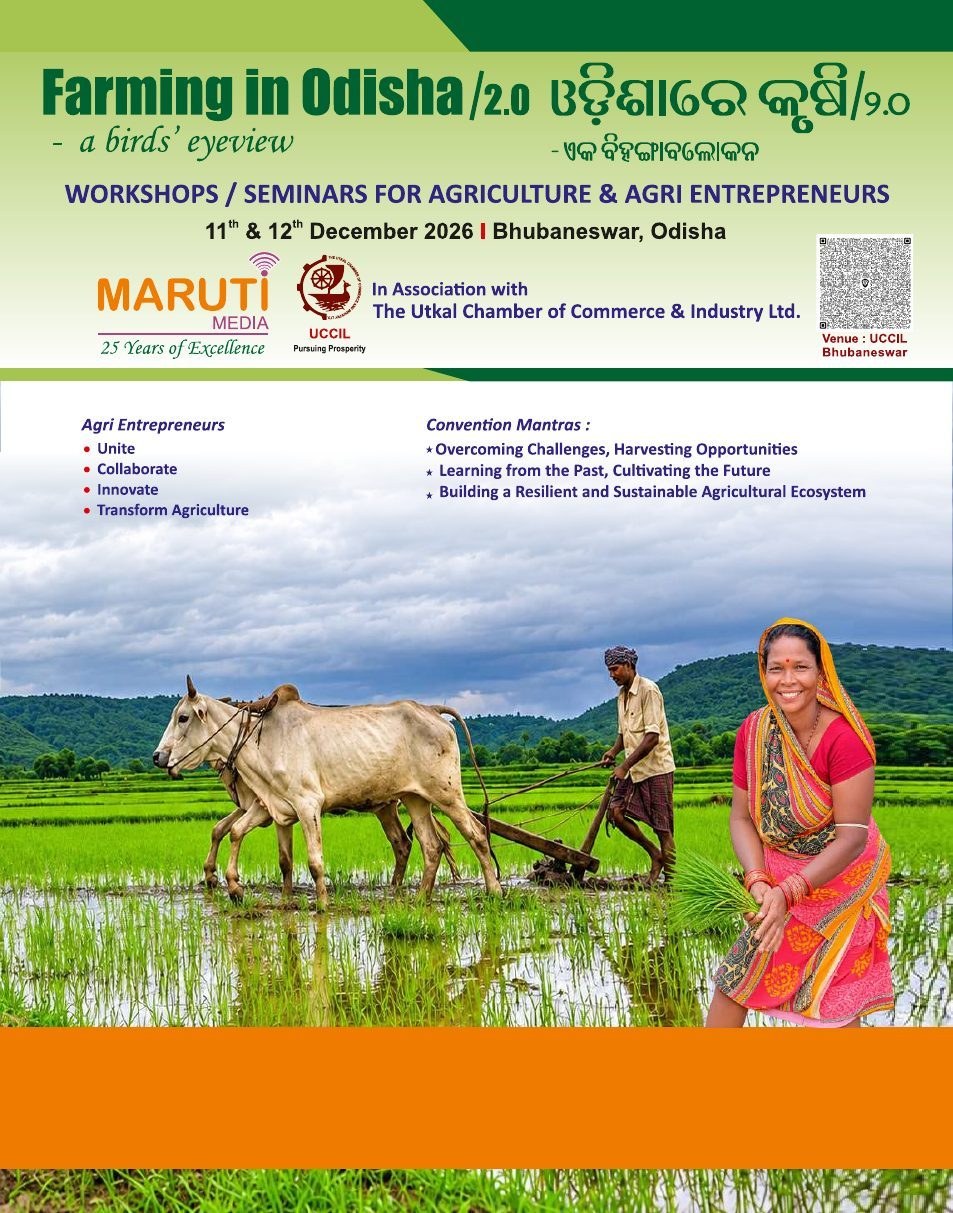 Farming in Odisha/2.0
- a birds' eyeview
ଓଡ଼ିଶାରେ କୃଷି/୨.୦
- ଏକ ବିହଙ୍ଗାବଲୋକନ
WORKSHOPS / SEMINARS FOR AGRICULTURE & AGRI ENTREPRENEURS
11th & 12th December 2026 | Bhubaneswar, Odisha
MARUTI
MEDIA
25 Years of Excellence
UCCIL
Pursuing Prosperity
In Association with
The Utkal Chamber of Commerce & Industry Ltd.
Venue : UCCIL
Bhubaneswar
Agri Entrepreneurs
• Unite
• Collaborate
• Innovate
• Transform Agriculture
Convention Mantras :
★ Overcoming Challenges, Harvesting Opportunities
★ Learning from the Past, Cultivating the Future
★ Building a Resilient and Sustainable Agricultural Ecosystem